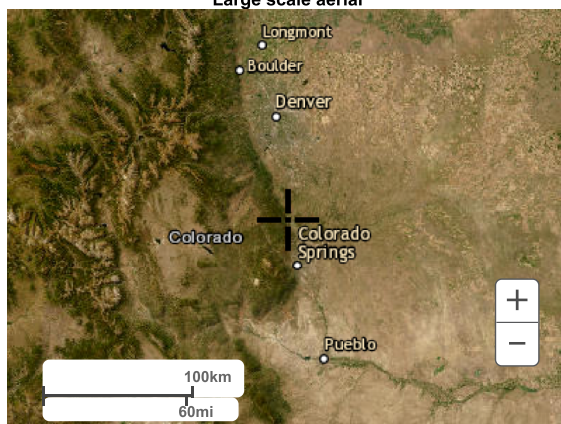 Large scale aerial
Longmont
Boulder
Denver
Colorado
Colorado
Springs
Pueblo
100km
60mi
+
−